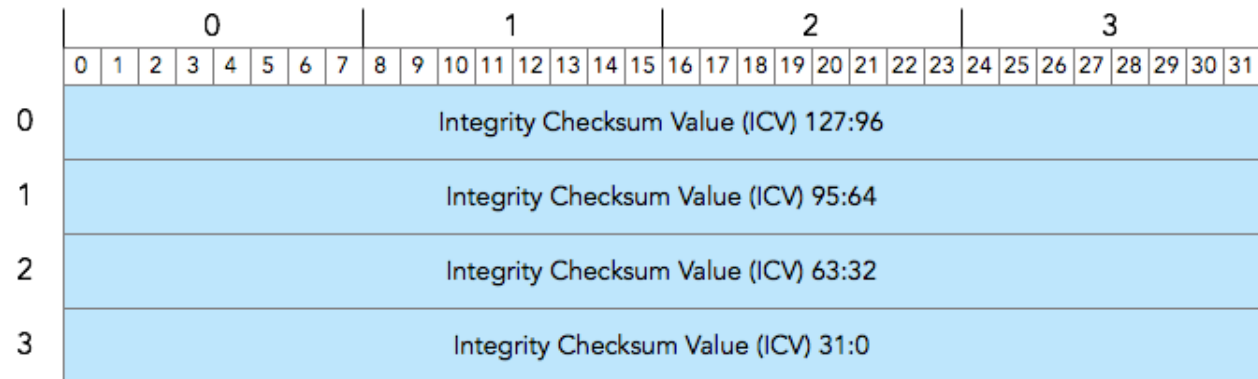 0 1 2 3
0 1 2 3 4 5 6 7 8 9 10 11 12 13 14 15 16 17 18 19 20 21 22 23 24 25 26 27 28 29 30 31
0 Integrity Checksum Value (ICV) 127:96
1 Integrity Checksum Value (ICV) 95:64
2 Integrity Checksum Value (ICV) 63:32
3 Integrity Checksum Value (ICV) 31:0